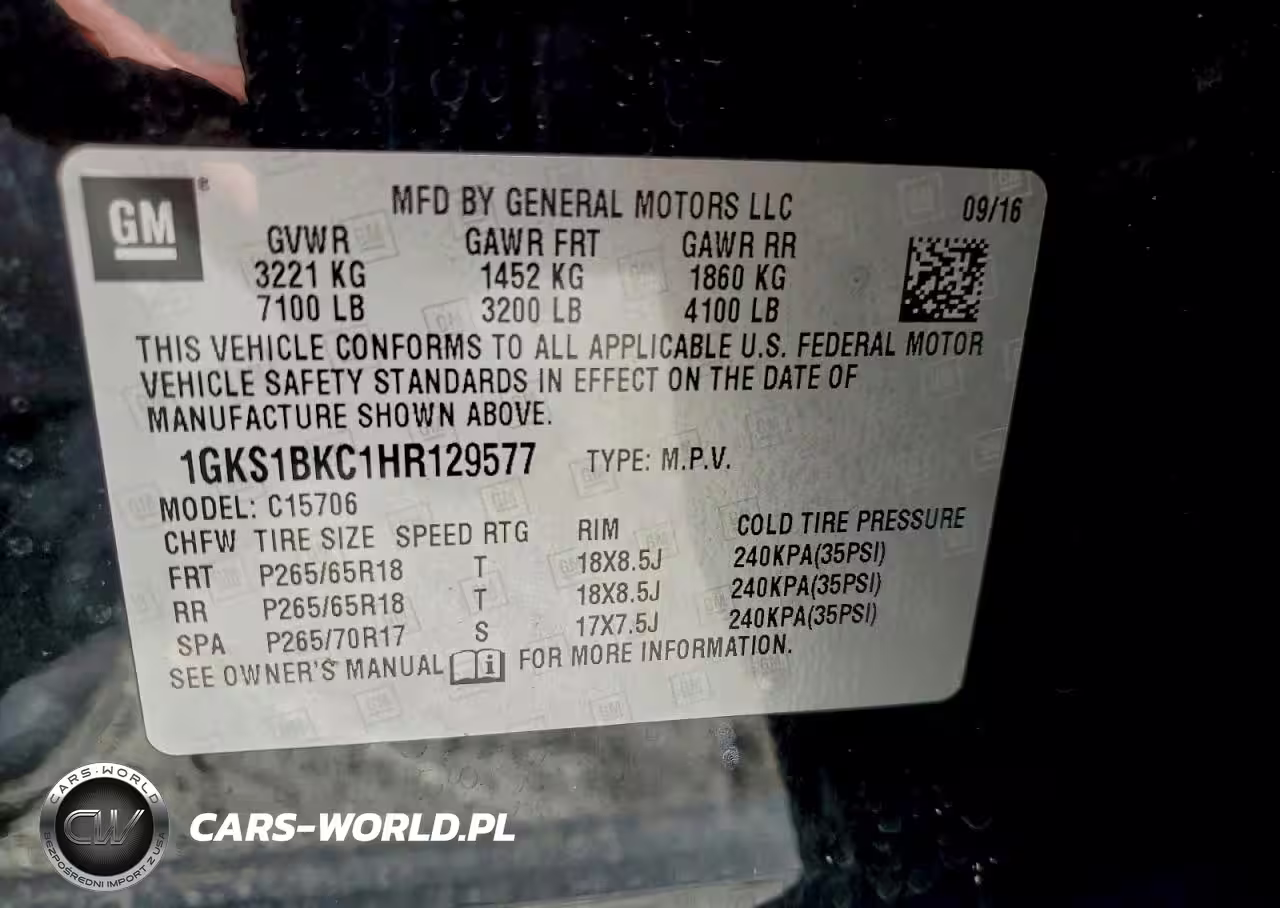 GM ®
MFD BY GENERAL MOTORS LLC 09/16
GVWR GAWR FRT GAWR RR
3221 KG 1452 KG 1860 KG
7100 LB 3200 LB 4100 LB
THIS VEHICLE CONFORMS TO ALL APPLICABLE U.S. FEDERAL MOTOR
VEHICLE SAFETY STANDARDS IN EFFECT ON THE DATE OF
MANUFACTURE SHOWN ABOVE.
1GKS1BKC1HR129577 TYPE: M.P.V.
MODEL: C15706
CHFW TIRE SIZE SPEED RTG RIM COLD TIRE PRESSURE
FRT P265/65R18 T 18X8.5J 240KPA(35PSI)
RR P265/65R18 T 18X8.5J 240KPA(35PSI)
SPA P265/70R17 S 17X7.5J 240KPA(35PSI)
SEE OWNER'S MANUAL FOR MORE INFORMATION.
CARS-WORLD
CW
BEZPOŚREDNI IMPORT Z USA
CARS-WORLD.PL